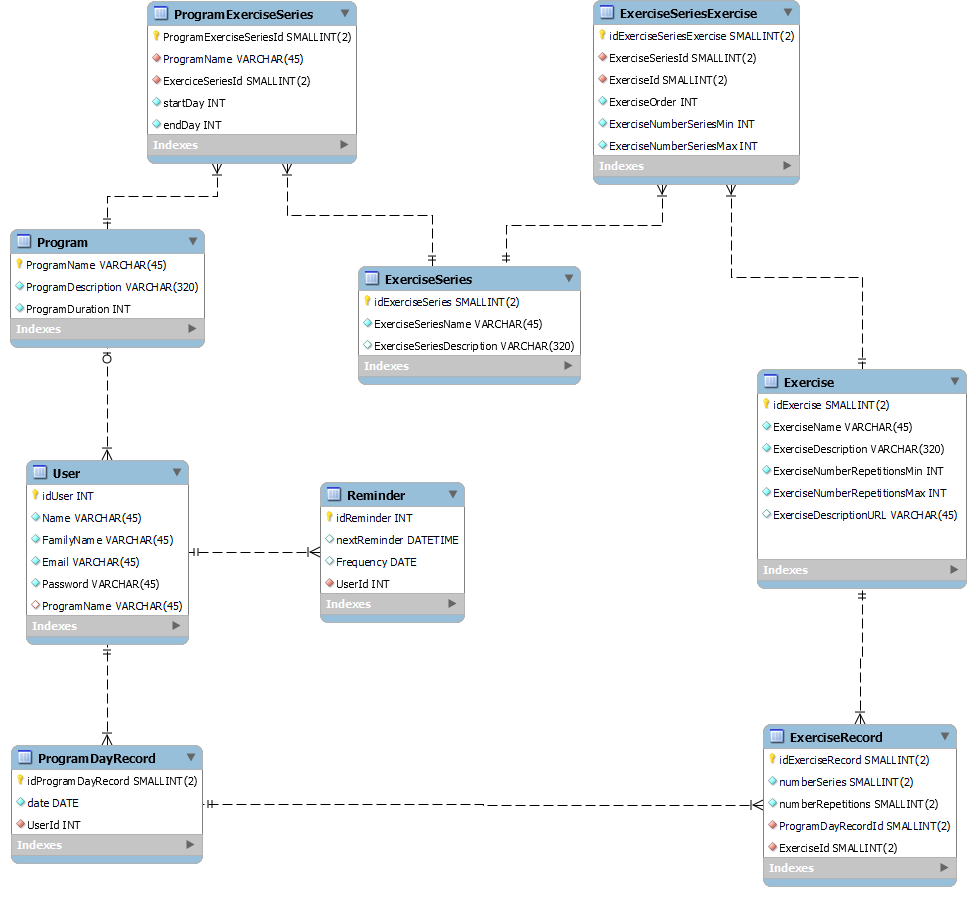 ProgramExerciseSeries
ProgramExerciseSeriesId SMALLINT(2)
ProgramName VARCHAR(45)
ExerciceSeriesId SMALLINT(2)
startDay INT
endDay INT
Indexes
ExerciseSeriesExercise
idExerciseSeriesExercise SMALLINT(2)
ExerciseSeriesId SMALLINT(2)
ExerciseId SMALLINT(2)
ExerciseOrder INT
ExerciseNumberSeriesMin INT
ExerciseNumberSeriesMax INT
Indexes
Program
ProgramName VARCHAR(45)
ProgramDescription VARCHAR(320)
ProgramDuration INT
Indexes
ExerciseSeries
idExerciseSeries SMALLINT(2)
ExerciseSeriesName VARCHAR(45)
ExerciseSeriesDescription VARCHAR(320)
Indexes
Exercise
idExercise SMALLINT(2)
ExerciseName VARCHAR(45)
ExerciseDescription VARCHAR(320)
ExerciseNumberRepetitionsMin INT
ExerciseNumberRepetitionsMax INT
ExerciseDescriptionURL VARCHAR(45)
Indexes
User
idUser INT
Name VARCHAR(45)
FamilyName VARCHAR(45)
Email VARCHAR(45)
Password VARCHAR(45)
ProgramName VARCHAR(45)
Indexes
Reminder
idReminder INT
nextReminder DATETIME
Frequency DATE
UserId INT
Indexes
ProgramDayRecord
idProgramDayRecord SMALLINT(2)
date DATE
UserId INT
Indexes
ExerciseRecord
idExerciseRecord SMALLINT(2)
numberSeries SMALLINT(2)
numberRepetitions SMALLINT(2)
ProgramDayRecordId SMALLINT(2)
ExerciseId SMALLINT(2)
Indexes